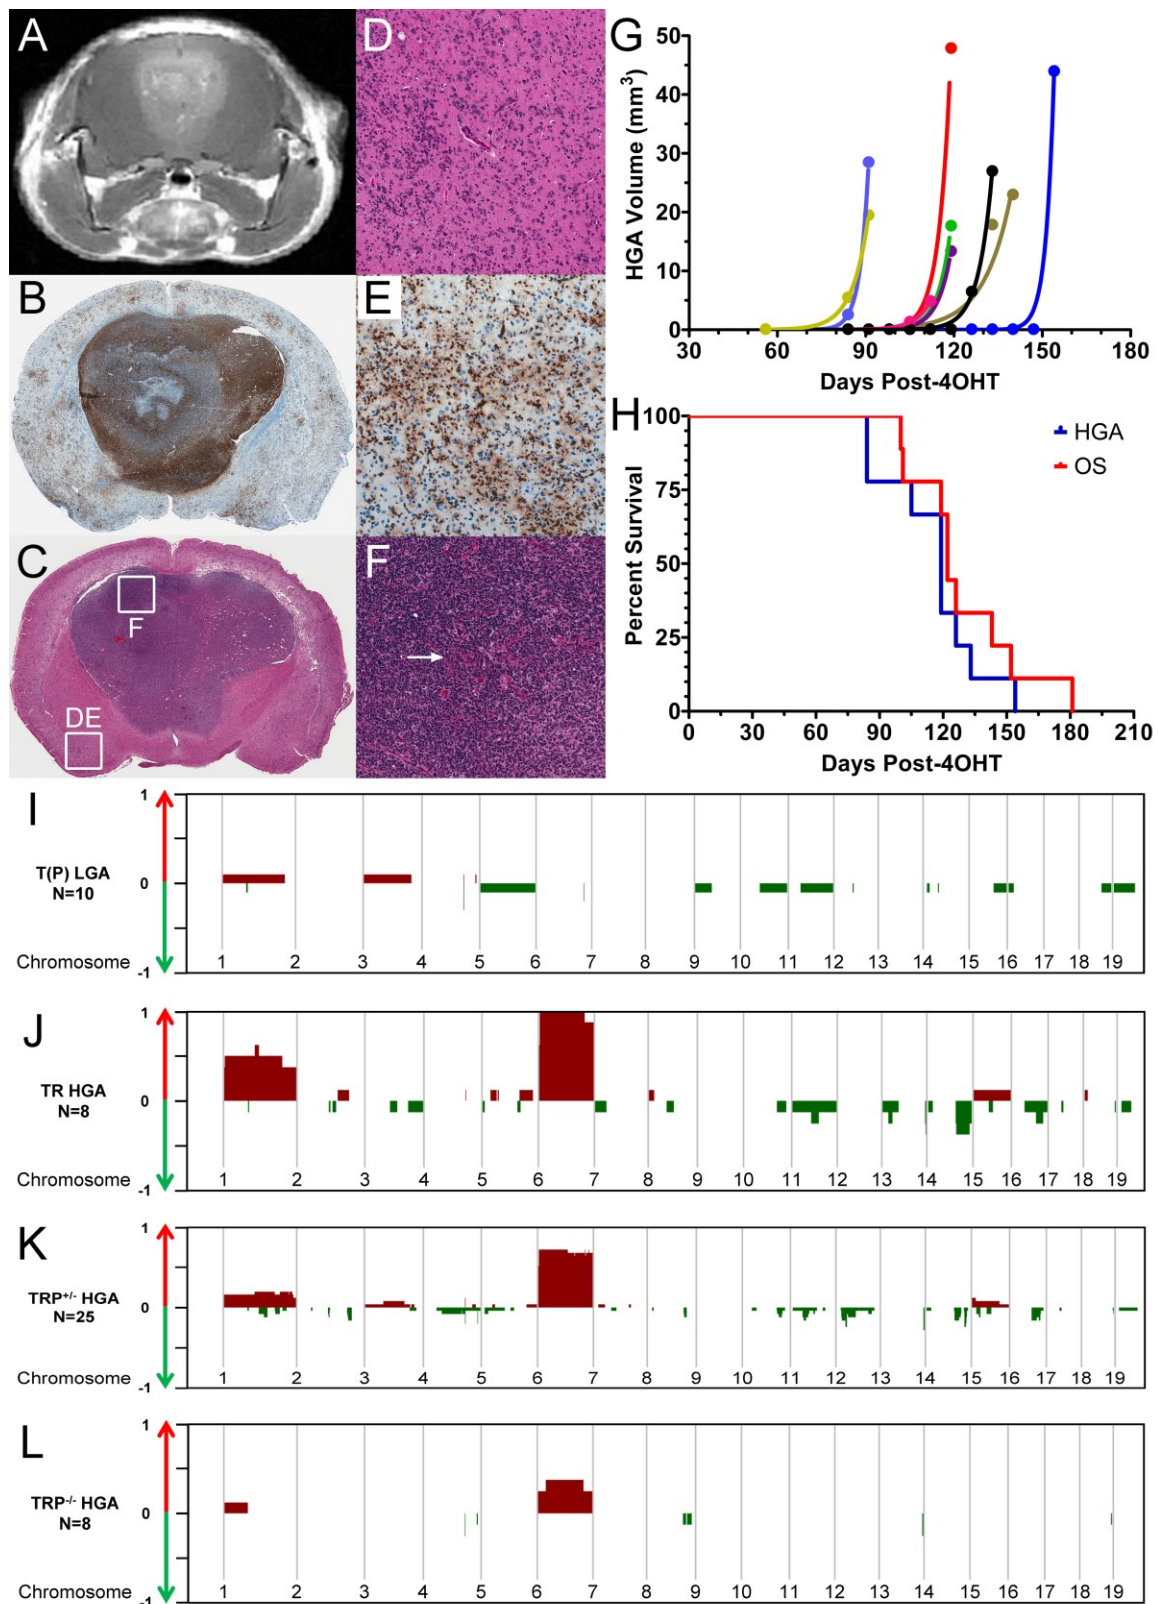 A
D
G
50
40
30
20
10
0
HGA Volume (mm³)
30 60 90 120 150 180
Days Post-4OHT
B
E
H
100
75
50
25
0
Percent Survival
HGA
OS
0 30 60 90 120 150 180 210
Days Post-4OHT
C
F
DE
F
I
1
T(P) LGA
N=10
0
Chromosome
-1
1 2 3 4 5 6 7 8 9 10 11 12 13 14 15 16 17 18 19
J
1
TR HGA
N=8
0
Chromosome
-1
1 2 3 4 5 6 7 8 9 10 11 12 13 14 15 16 17 18 19
K
1
TRP+/- HGA
N=25
0
Chromosome
-1
1 2 3 4 5 6 7 8 9 10 11 12 13 14 15 16 17 18 19
L
1
TRP-/- HGA
N=8
0
Chromosome
-1
1 2 3 4 5 6 7 8 9 10 11 12 13 14 15 16 17 18 19